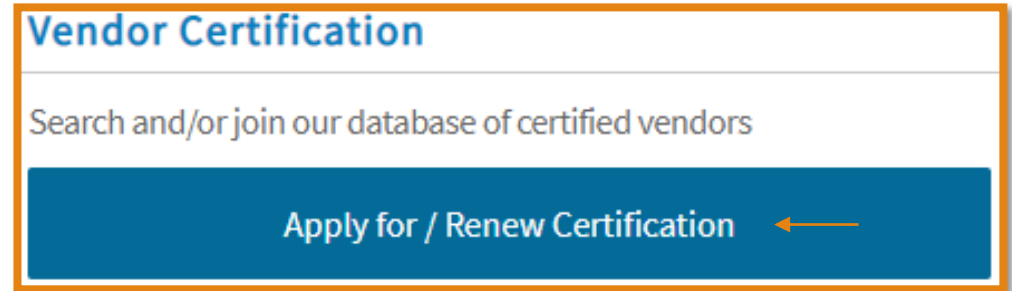 Vendor Certification
Search and/or join our database of certified vendors
Apply for / Renew Certification